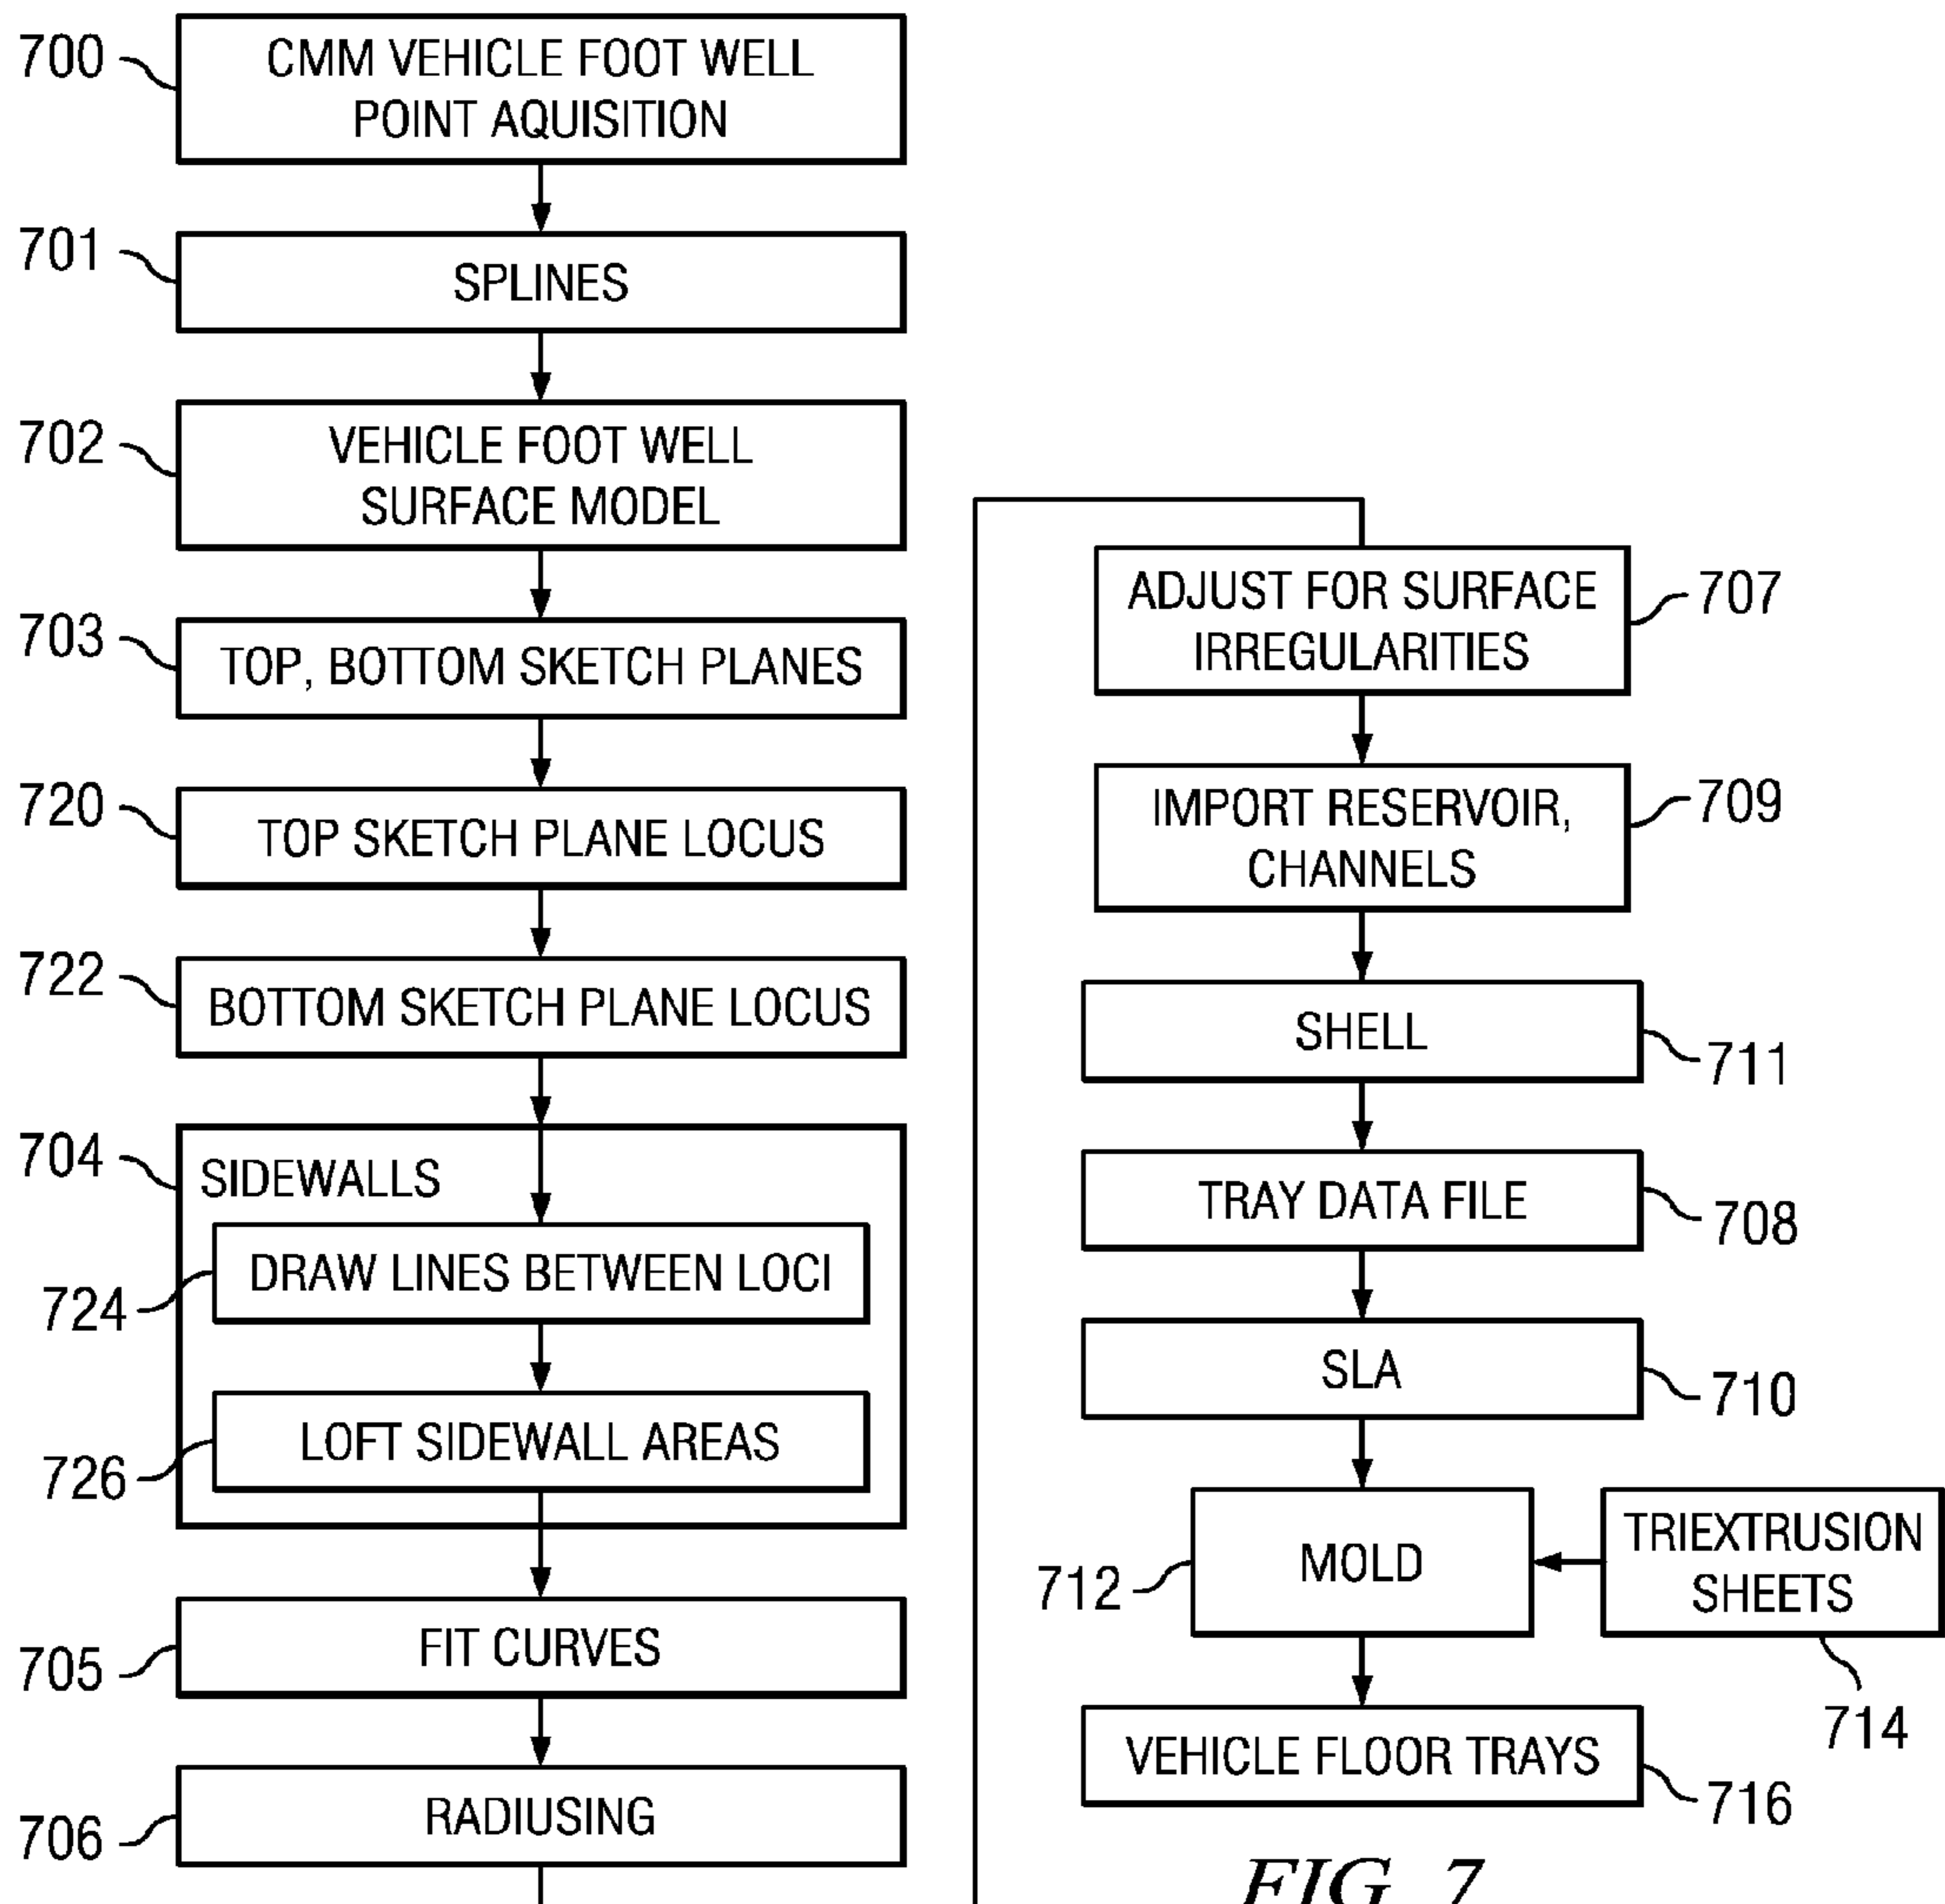 700
CMM VEHICLE FOOT WELL
POINT AQUISITION
701
SPLINES
702
VEHICLE FOOT WELL
SURFACE MODEL
703
TOP, BOTTOM SKETCH PLANES
720
TOP SKETCH PLANE LOCUS
722
BOTTOM SKETCH PLANE LOCUS
704
SIDEWALLS
724
DRAW LINES BETWEEN LOCI
726
LOFT SIDEWALL AREAS
705
FIT CURVES
706
RADIUSING
ADJUST FOR SURFACE
IRREGULARITIES
707
IMPORT RESERVOIR,
CHANNELS
709
SHELL
711
TRAY DATA FILE
708
SLA
710
712
MOLD
TRIEXTRUSION
SHEETS
714
VEHICLE FLOOR TRAYS
716
FIG. 7